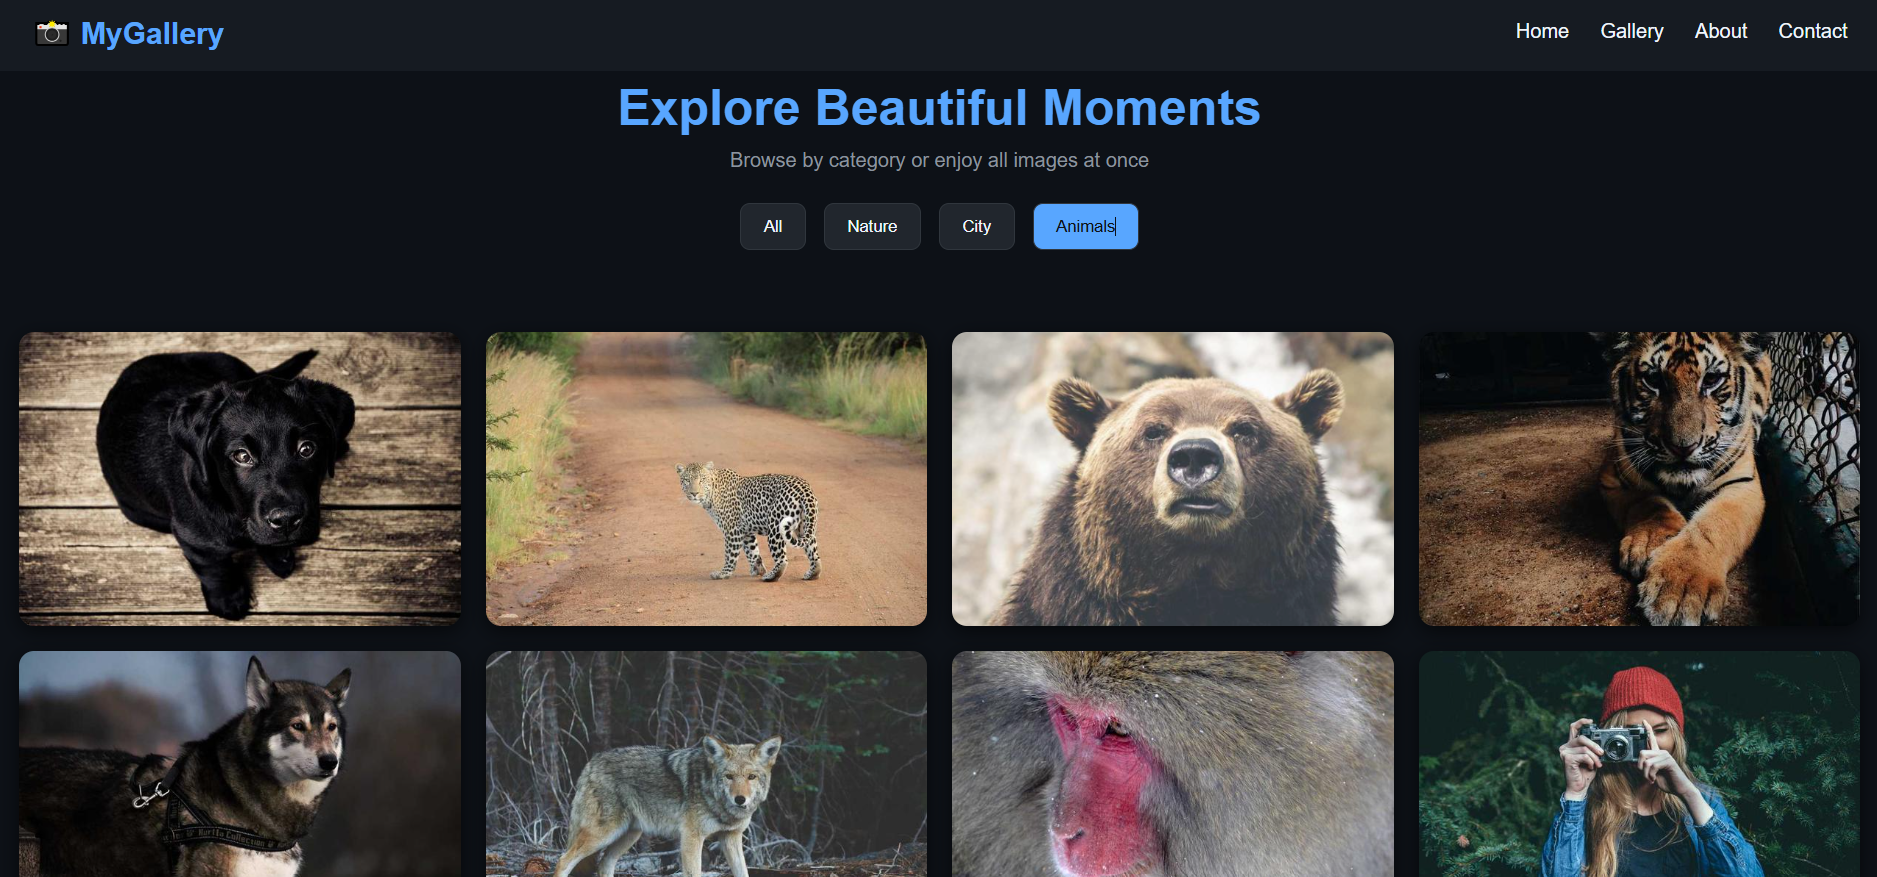 MyGallery
Home Gallery About Contact
Explore Beautiful Moments
Browse by category or enjoy all images at once
All Nature City Animals